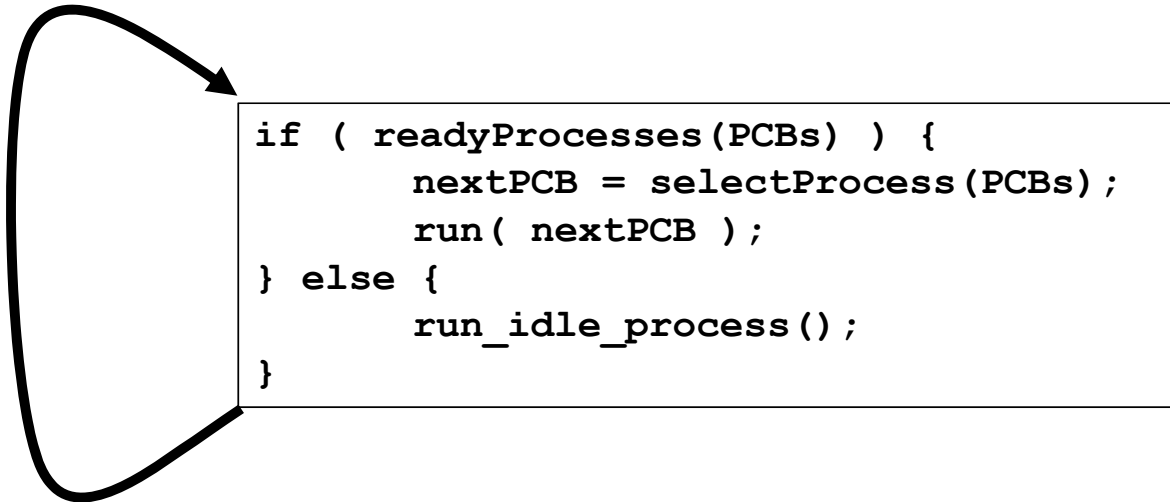 if ( readyProcesses(PCBs) ) {
nextPCB = selectProcess(PCBs);
run( nextPCB );
} else {
run_idle_process();
}